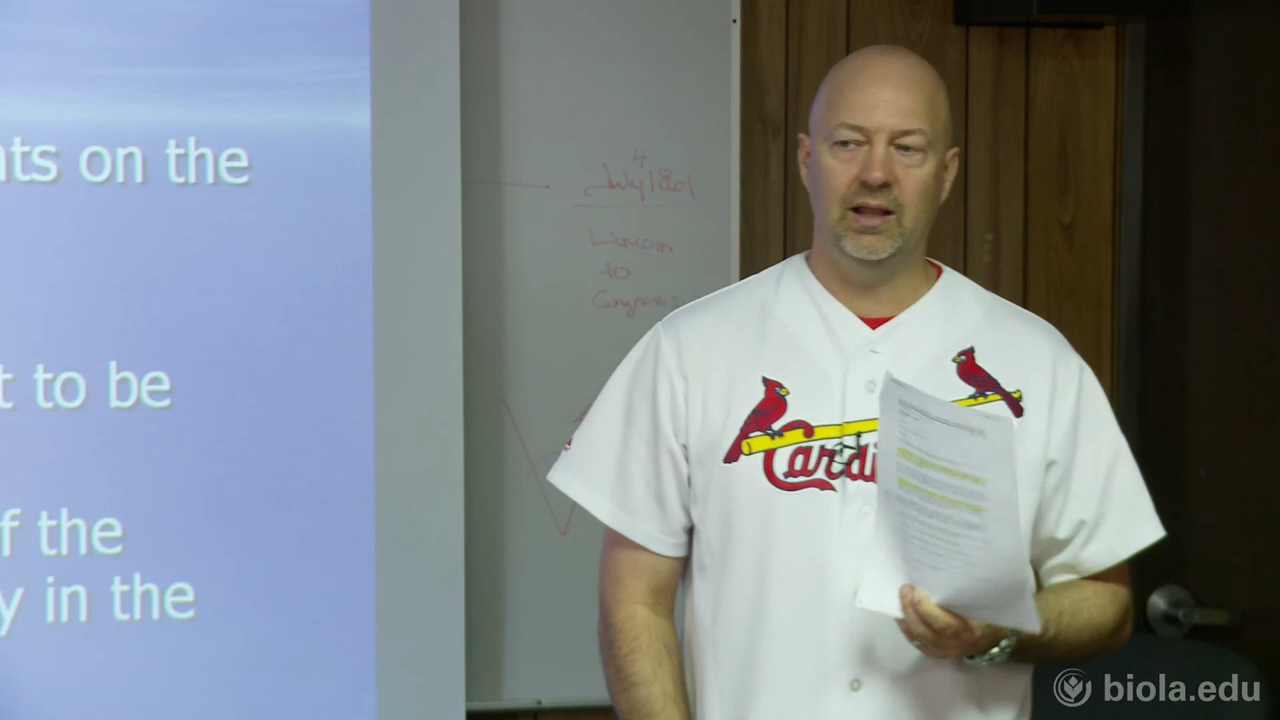 nts on the
t to be
f the
y in the
4
July 1861
Lincoln
to
Congress
Cardi
biola.edu